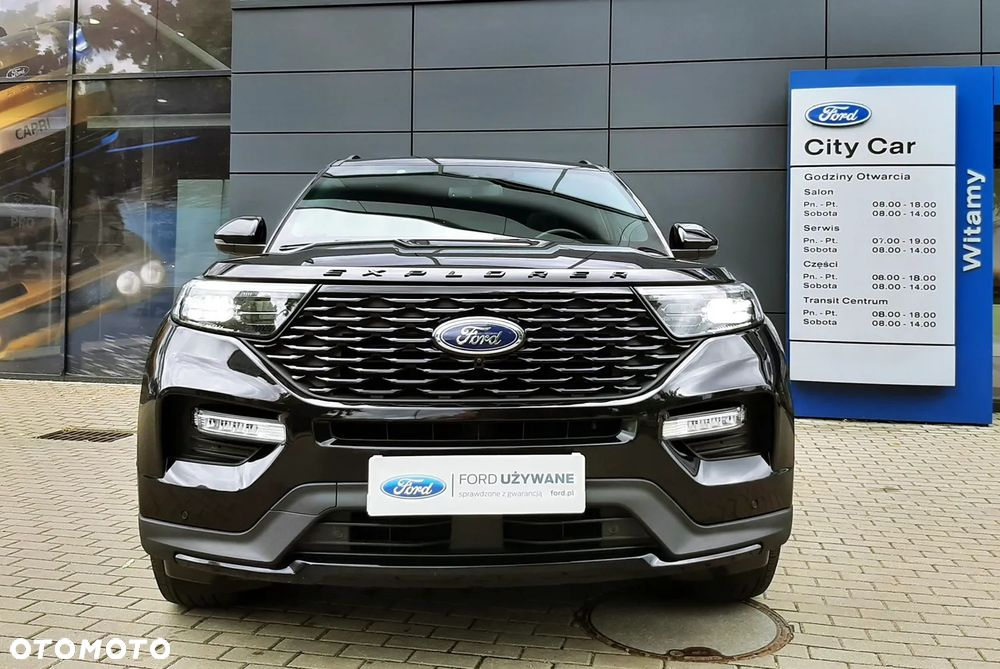 Ford
CAPRI
Ford
City Car
Godziny Otwarcia
Salon
Pn. - Pt. 08.00 - 18.00
Sobota 08.00 - 14.00
Serwis
Pn. - Pt. 07.00 - 19.00
Sobota 08.00 - 14.00
Części
Pn. - Pt. 08.00 - 18.00
Sobota 08.00 - 14.00
Transit Centrum
Pn. - Pt. 08.00 - 18.00
Sobota 08.00 - 14.00
Witamy
EXPLORER
Ford
Ford
FORD UŻYWANE
sprawdzone z gwarancją ford.pl
OTOMOTO